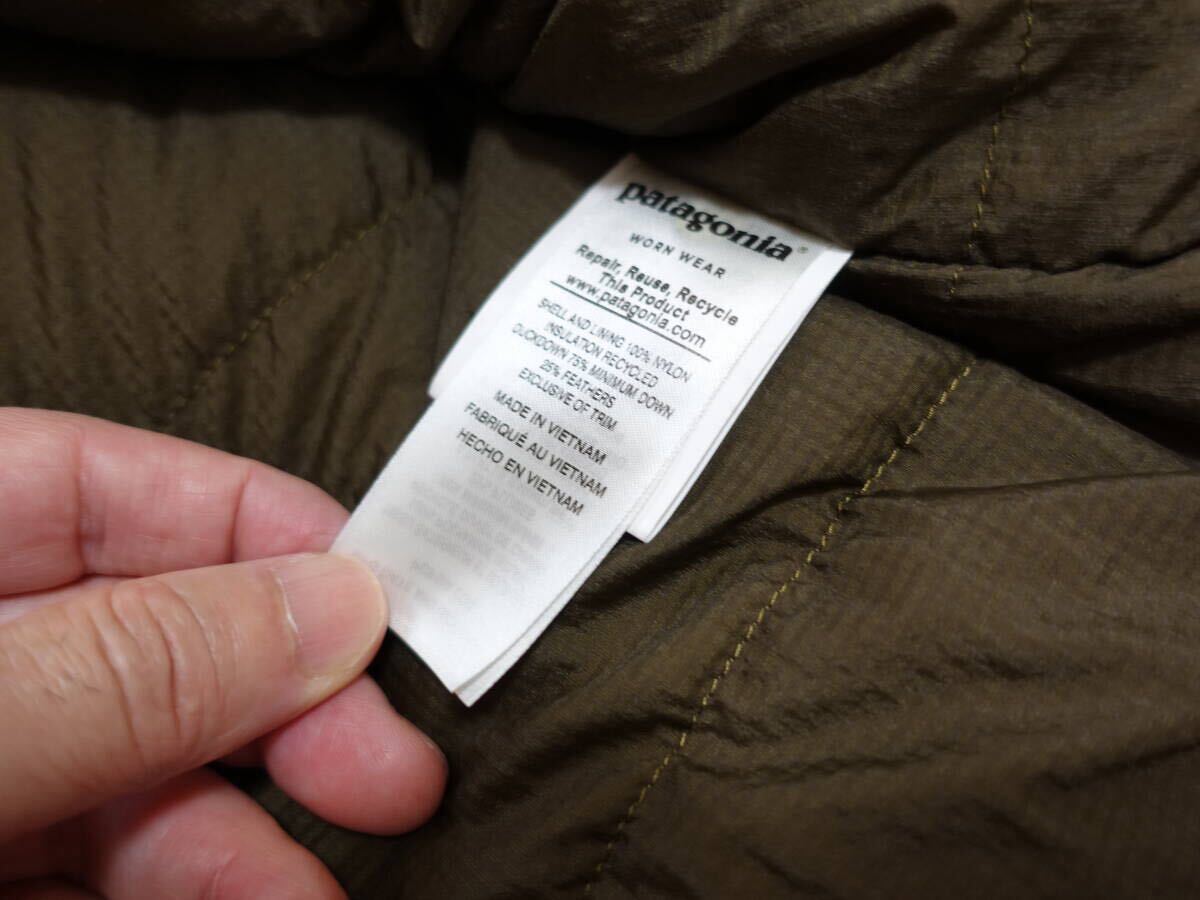 patagonia®
WORN WEAR
Repair, Reuse, Recycle
This Product
www.patagonia.com
SHELL AND LINING 100% NYLON
INSULATION RECYCLED
DUCKDOWN 75% MINIMUM DOWN
25% FEATHERS
EXCLUSIVE OF TRIM
MADE IN VIETNAM
FABRIQUÉ AU VIETNAM
HECHO EN VIETNAM